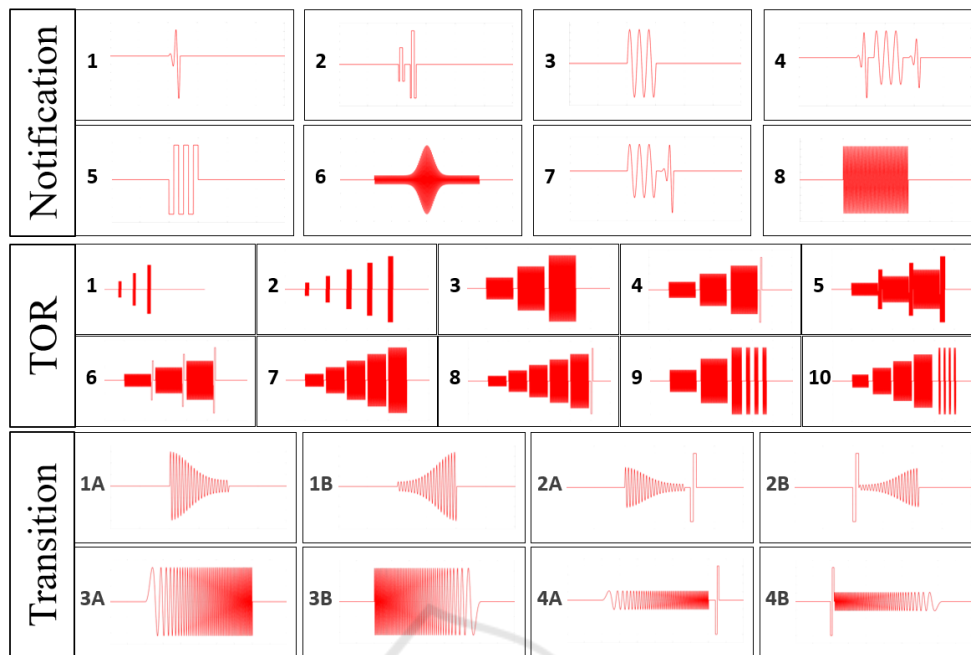 Notification
1 2 3 4
5 6 7 8
TOR
1 2 3 4 5
6 7 8 9 10
Transition
1A 1B 2A 2B
3A 3B 4A 4B